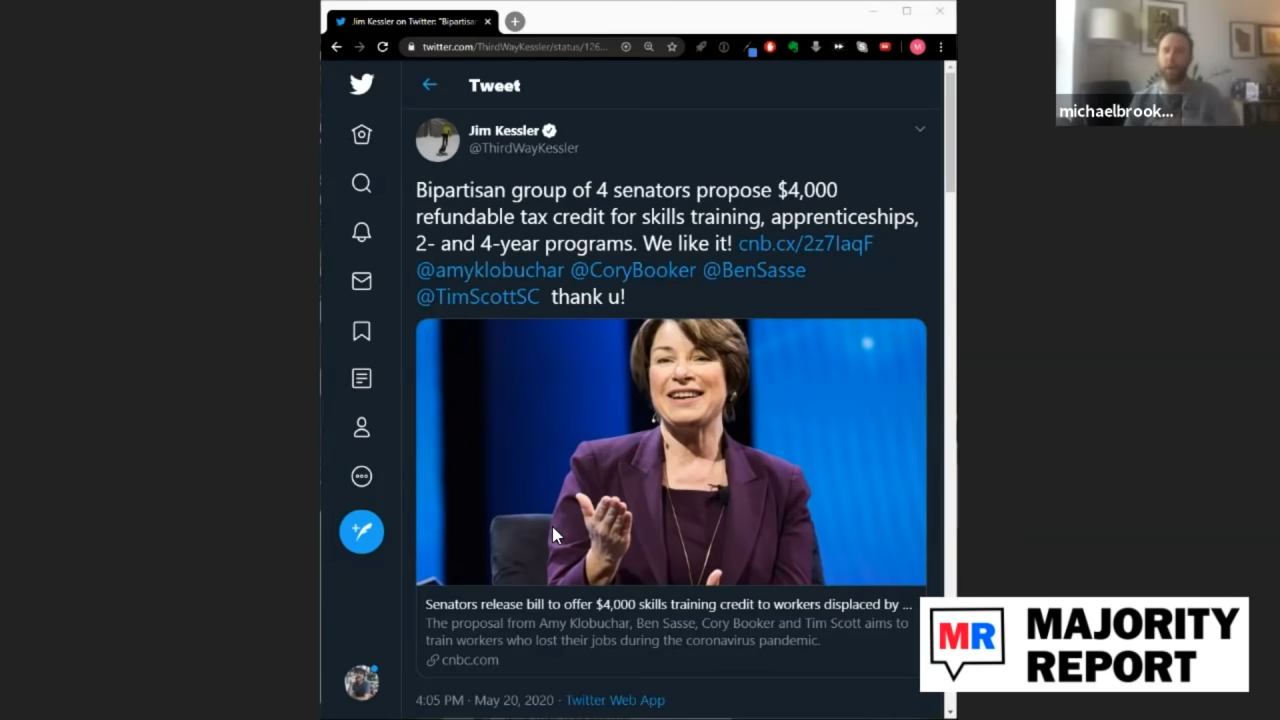 Jim Kessler on Twitter: "Bipartisa
twitter.com/ThirdWayKessler/status/126...
M
michaelbrook...
Tweet
Jim Kessler
@ThirdWayKessler
Bipartisan group of 4 senators propose $4,000
refundable tax credit for skills training, apprenticeships,
2- and 4-year programs. We like it! cnb.cx/2z7IaqF
@amyklobuchar @CoryBooker @BenSasse
@TimScottSC thank u!
Senators release bill to offer $4,000 skills training credit to workers displaced by ...
The proposal from Amy Klobuchar, Ben Sasse, Cory Booker and Tim Scott aims to
train workers who lost their jobs during the coronavirus pandemic.
cnbc.com
4:05 PM · May 20, 2020 · Twitter Web App
MR
MAJORITY
REPORT